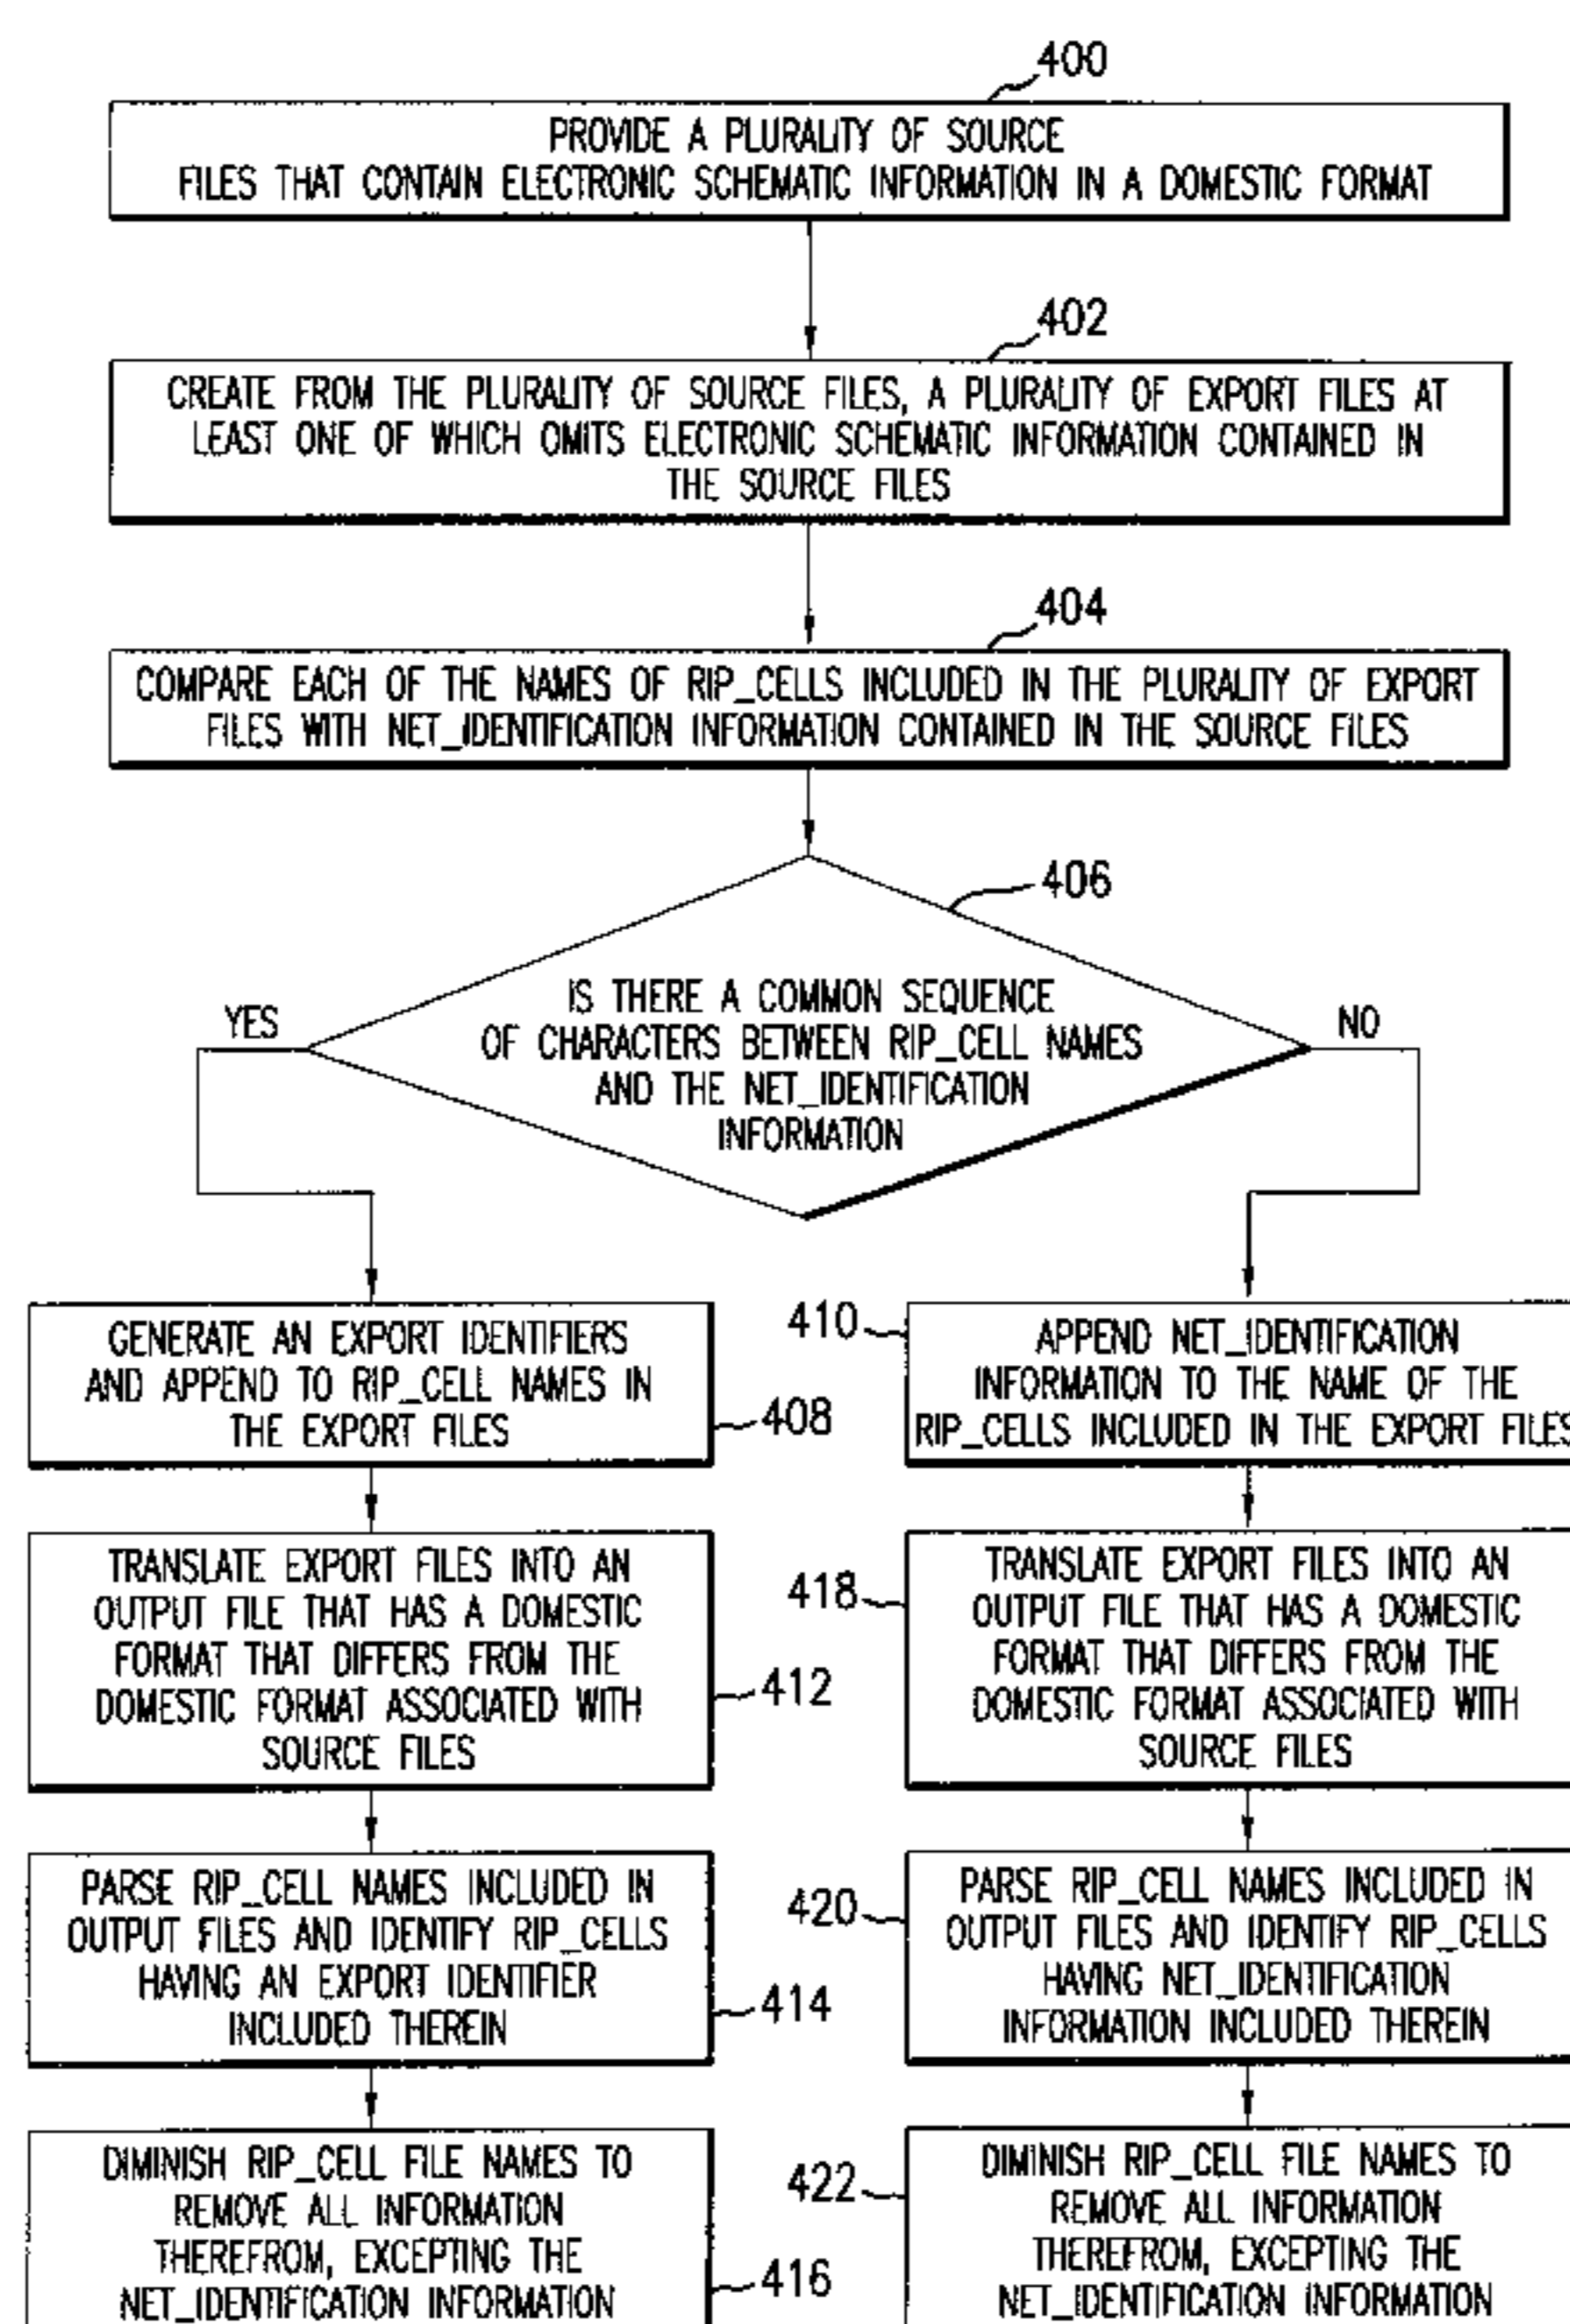 400
PROVIDE A PLURALITY OF SOURCE
FILES THAT CONTAIN ELECTRONIC SCHEMATIC INFORMATION IN A DOMESTIC FORMAT
402
CREATE FROM THE PLURALITY OF SOURCE FILES, A PLURALITY OF EXPORT FILES AT
LEAST ONE OF WHICH OMITS ELECTRONIC SCHEMATIC INFORMATION CONTAINED IN
THE SOURCE FILES
404
COMPARE EACH OF THE NAMES OF RIP_CELLS INCLUDED IN THE PLURALITY OF EXPORT
FILES WITH NET_IDENTIFICATION INFORMATION CONTAINED IN THE SOURCE FILES
406
IS THERE A COMMON SEQUENCE
OF CHARACTERS BETWEEN RIP_CELL NAMES
AND THE NET_IDENTIFICATION
INFORMATION
YES
NO
GENERATE AN EXPORT IDENTIFIERS
AND APPEND TO RIP_CELL NAMES IN
THE EXPORT FILES
408
410
APPEND NET_IDENTIFICATION
INFORMATION TO THE NAME OF THE
RIP_CELLS INCLUDED IN THE EXPORT FILES
TRANSLATE EXPORT FILES INTO AN
OUTPUT FILE THAT HAS A DOMESTIC
FORMAT THAT DIFFERS FROM THE
DOMESTIC FORMAT ASSOCIATED WITH
SOURCE FILES
412
418
TRANSLATE EXPORT FILES INTO AN
OUTPUT FILE THAT HAS A DOMESTIC
FORMAT THAT DIFFERS FROM THE
DOMESTIC FORMAT ASSOCIATED WITH
SOURCE FILES
PARSE RIP_CELL NAMES INCLUDED IN
OUTPUT FILES AND IDENTIFY RIP_CELLS
HAVING AN EXPORT IDENTIFIER
INCLUDED THEREIN
414
420
PARSE RIP_CELL NAMES INCLUDED IN
OUTPUT FILES AND IDENTIFY RIP_CELLS
HAVING NET_IDENTIFICATION
INFORMATION INCLUDED THEREIN
DIMINISH RIP_CELL FILE NAMES TO
REMOVE ALL INFORMATION
THEREFROM, EXCEPTING THE
NET_IDENTIFICATION INFORMATION
416
422
DIMINISH RIP_CELL FILE NAMES TO
REMOVE ALL INFORMATION
THEREFROM, EXCEPTING THE
NET_IDENTIFICATION INFORMATION